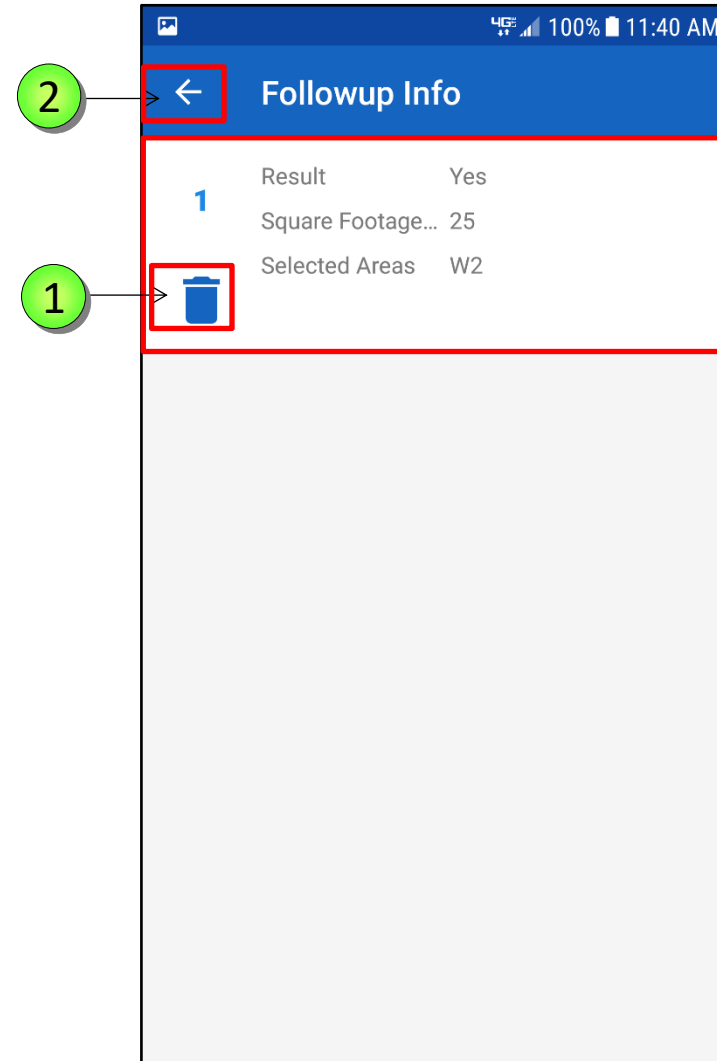 4G 100% 11:40 AM
2
Followup Info
1
Result Yes
Square Footage... 25
Selected Areas W2
1